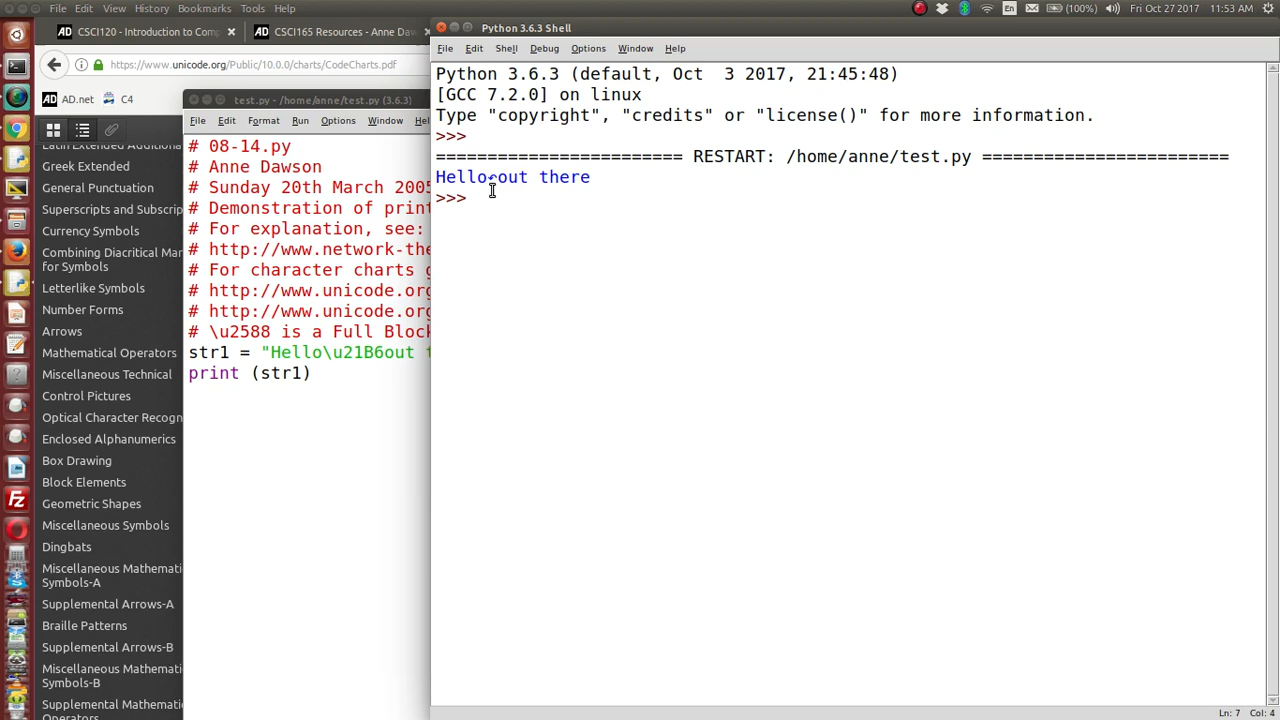 File Edit View History Bookmarks Tools Help
En (100%) Fri Oct 27 2017 11:53 AM
AD CSCI120 - Introduction to Com
AD CSCI165 Resources - Anne Daw
https://www.unicode.org/Public/10.0.0/charts/CodeCharts.pdf
AD AD.net C4
Greek Extended
General Punctuation
Superscripts and Subscrip
Currency Symbols
Combining Diacritical Mar
for Symbols
Letterlike Symbols
Number Forms
Arrows
Mathematical Operators
Miscellaneous Technical
Control Pictures
Optical Character Recogn
Enclosed Alphanumerics
Box Drawing
Block Elements
Geometric Shapes
Miscellaneous Symbols
Dingbats
Miscellaneous Mathemati
Symbols-A
Supplemental Arrows-A
Braille Patterns
Supplemental Arrows-B
Miscellaneous Mathemati
Symbols-B
Supplemental Mathemati
Operators
test.py - /home/anne/test.py (3.6.3)
File Edit Format Run Options Window Hel
# 08-14.py
# Anne Dawson
# Sunday 20th March 2005
# Demonstration of print
# For explanation, see:
# http://www.network-the
# For character charts g
# http://www.unicode.org
# http://www.unicode.org
# \u2588 is a Full Block
str1 = "Hello\u21B6out t
print (str1)
Python 3.6.3 Shell
File Edit Shell Debug Options Window Help
Python 3.6.3 (default, Oct  3 2017, 21:45:48)
[GCC 7.2.0] on linux
Type "copyright", "credits" or "license()" for more information.
>>>
======================== RESTART: /home/anne/test.py ========================
Hello↶out there
>>>
Ln: 7 Col: 4